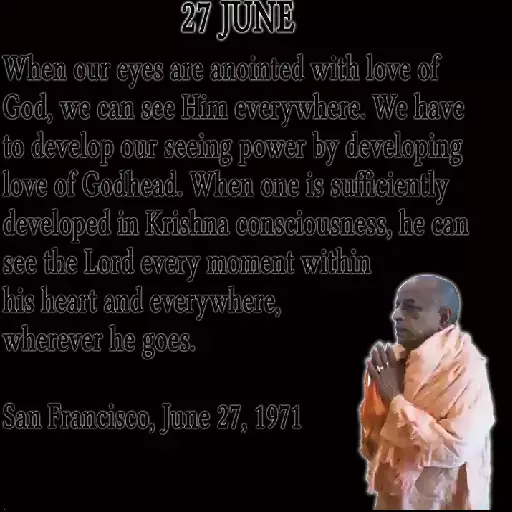 27 JUNE
When our eyes are anointed with love of
God, we can see Him everywhere. We have
to develop our seeing power by developing
love of Godhead. When one is sufficiently
developed in Krishna consciousness, he can
see the Lord every moment within
his heart and everywhere,
wherever he goes.
San Francisco, June 27, 1971